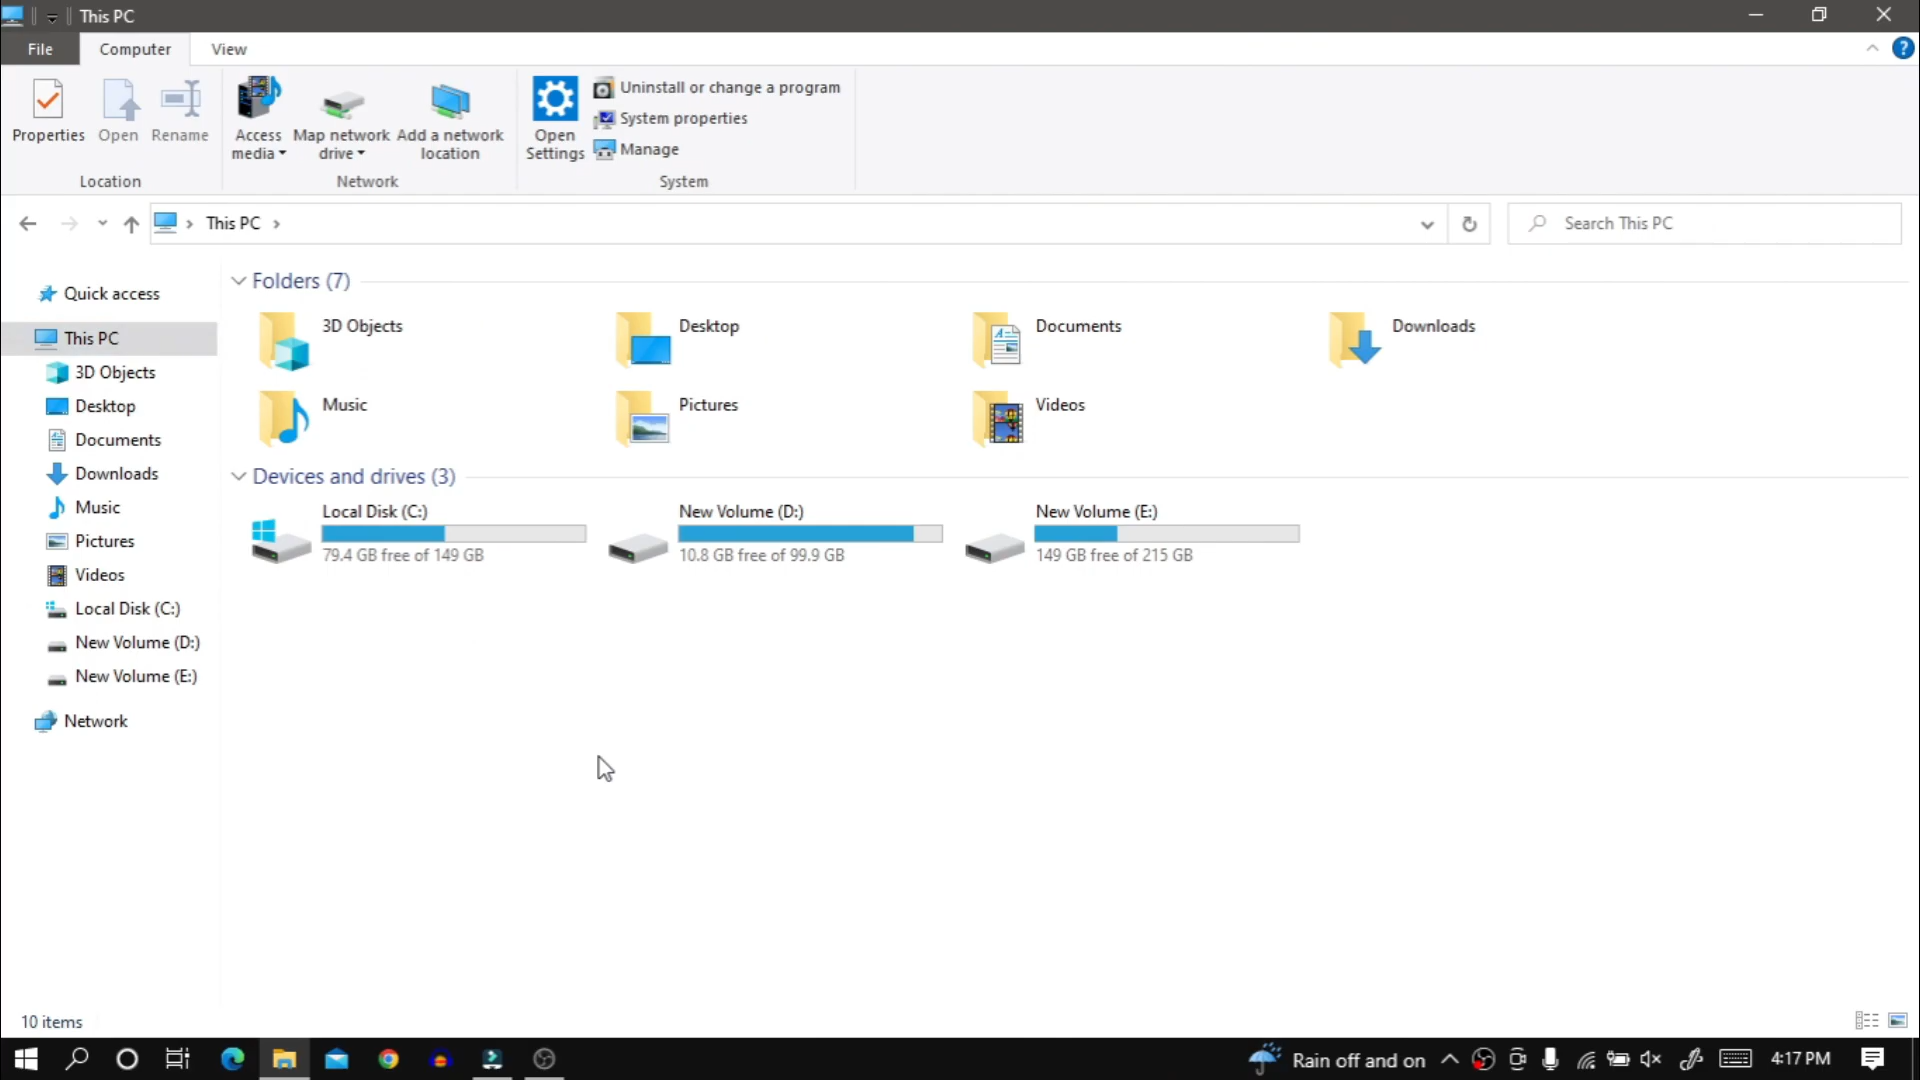 This PC
File
Computer
View
Properties
Open
Rename
Access media
Map network drive
Add a network location
Open Settings
Uninstall or change a program
System properties
Manage
Location
Network
System
This PC
Search This PC
Quick access
This PC
3D Objects
Desktop
Documents
Downloads
Music
Pictures
Videos
Local Disk (C:)
New Volume (D:)
New Volume (E:)
Network
Folders (7)
3D Objects
Desktop
Documents
Downloads
Music
Pictures
Videos
Devices and drives (3)
Local Disk (C:)
79.4 GB free of 149 GB
New Volume (D:)
10.8 GB free of 99.9 GB
New Volume (E:)
149 GB free of 215 GB
10 items
Rain off and on
4:17 PM